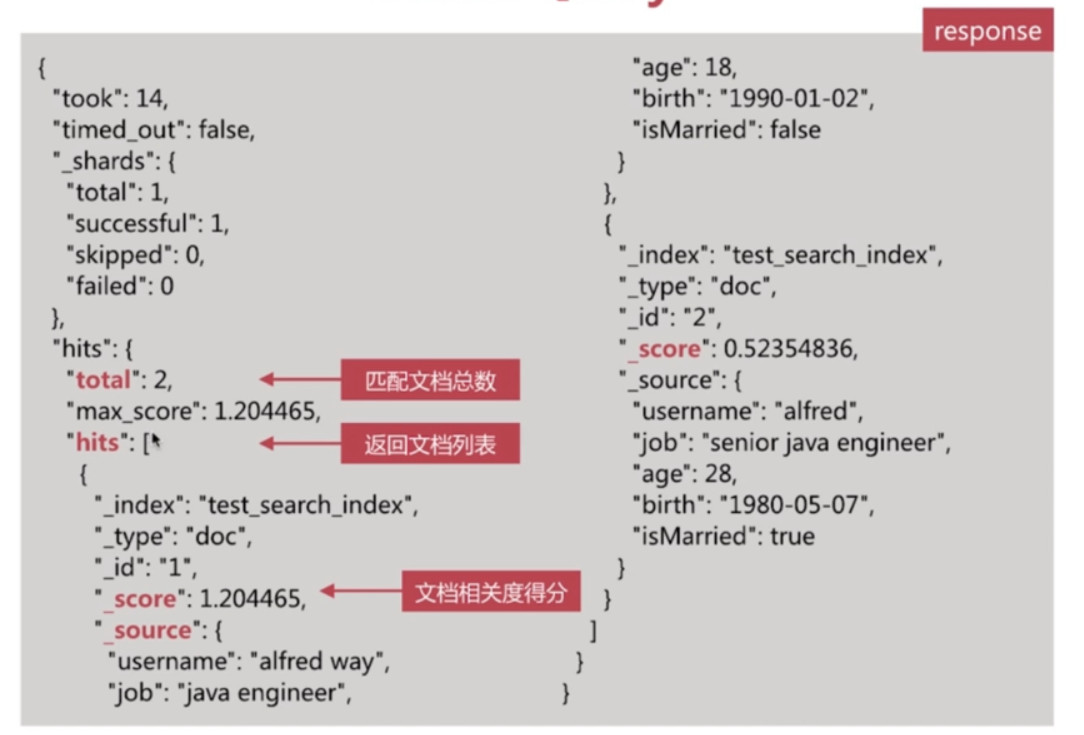 response
{
"took": 14,
"timed_out": false,
"_shards": {
"total": 1,
"successful": 1,
"skipped": 0,
"failed": 0
},
"hits": {
"total": 2,
匹配文档总数
"max_score": 1.204465,
"hits": [
返回文档列表
{
"_index": "test_search_index",
"_type": "doc",
"_id": "1",
"_score": 1.204465,
文档相关度得分
"_source": {
"username": "alfred way",
"job": "java engineer",
"age": 18,
"birth": "1990-01-02",
"isMarried": false
}
},
{
"_index": "test_search_index",
"_type": "doc",
"_id": "2",
"_score": 0.52354836,
"_source": {
"username": "alfred",
"job": "senior java engineer",
"age": 28,
"birth": "1980-05-07",
"isMarried": true
}
}
]
}
}